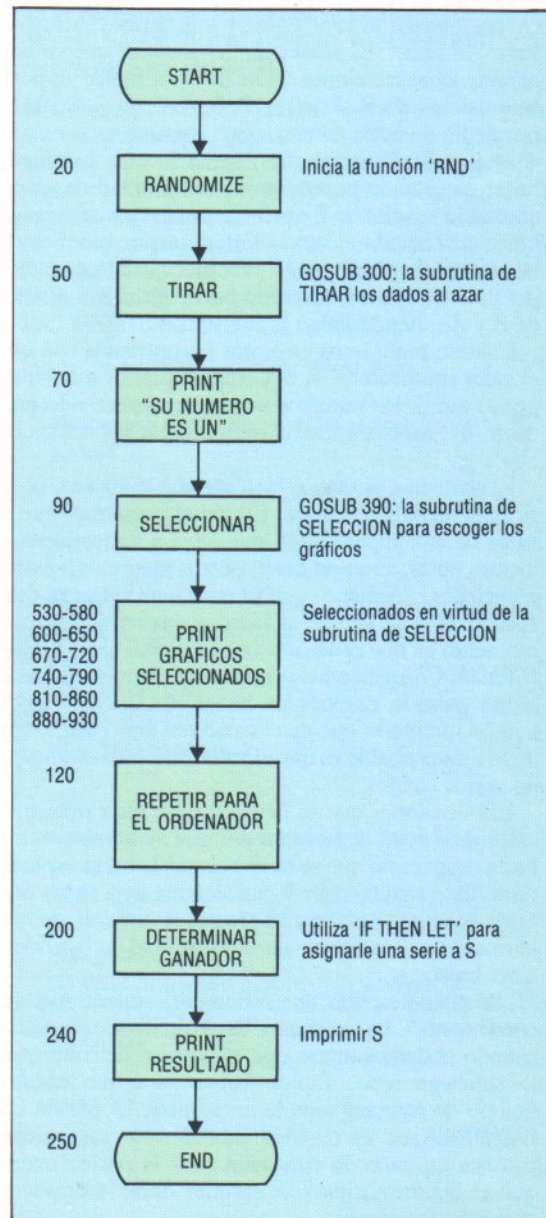 START
20
RANDOMIZE
Inicia la función 'RND'
50
TIRAR
GOSUB 300: la subrutina de
TIRAR los dados al azar
70
PRINT
"SU NUMERO
ES UN"
90
SELECCIONAR
GOSUB 390: la subrutina de
SELECCION para escoger los
gráficos
530-580
600-650
670-720
740-790
810-860
880-930
PRINT
GRAFICOS
SELECCIONADOS
Seleccionados en virtud de la
subrutina de SELECCION
120
REPETIR PARA
EL ORDENADOR
200
DETERMINAR
GANADOR
Utiliza 'IF THEN LET' para
asignarle una serie a S
240
PRINT
RESULTADO
Imprimir S
250
END